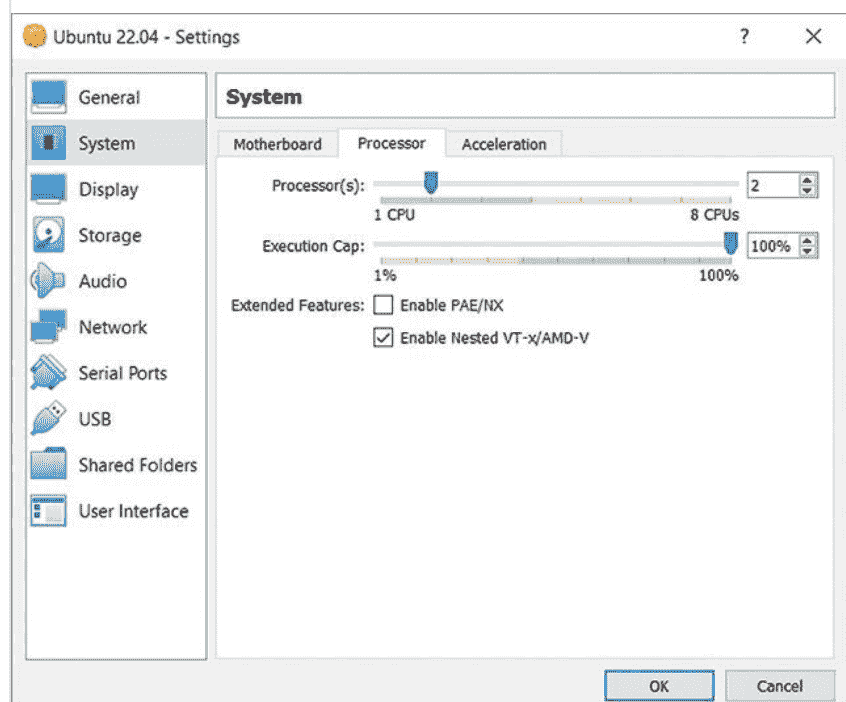 Ubuntu 22.04 - Settings
?
General
System
Display
Storage
Audio
Network
Serial Ports
USB
Shared Folders
User Interface
System
Motherboard Processor Acceleration
Processor(s): 2
1 CPU 8 CPUs
Execution Cap: 100%
1% 100%
Extended Features: Enable PAE/NX
Enable Nested VT-x/AMD-V
OK Cancel